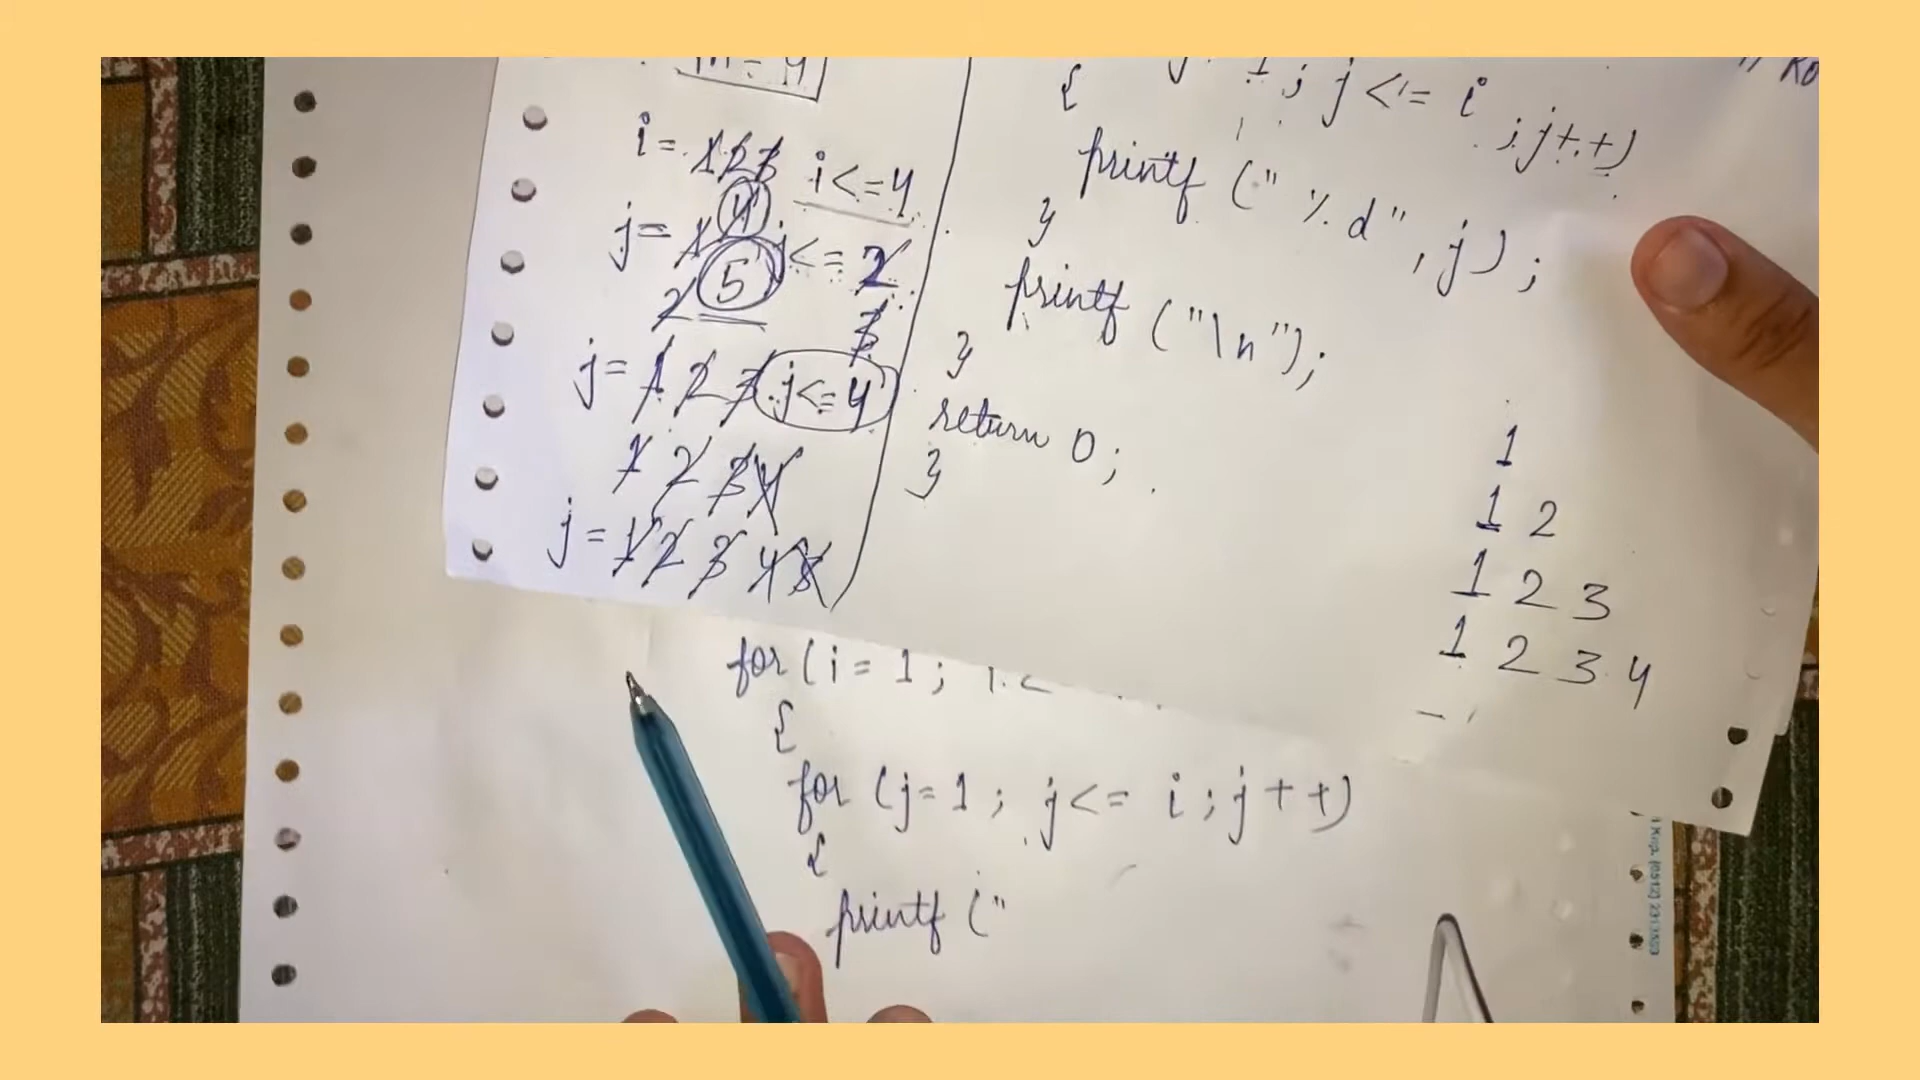 n = 4
i = 1 2 3 i <= 4
4
j = 1 j <= 2
2 5
3
j = 1 2 3 j <= 4
1 2 3 4
j = 1 2 3 4 5
1 ; j <= i ; j++)
{
printf (" %d" , j ) ;
}
printf ("\n");
}
return 0 ;
}
1
1 2
1 2 3
1 2 3 4
for ( i = 1 ; i <
{
for ( j = 1 ; j <= i ; j ++)
{
printf ("